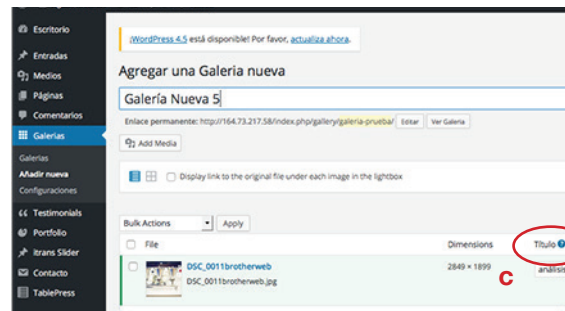 Escritorio
Entradas
Medios
Páginas
Comentarios
Galerias
Galerias
Añadir nueva
Configuraciones
Testimonials
Portfolio
itrans Slider
Contacto
TablePress
¡WordPress 4.5 está disponible! Por favor, actualiza ahora.
Agregar una Galeria nueva
Galería Nueva 5
Enlace permanente: http://164.73.217.58/index.php/gallery/galeria-prueba/ Editar Ver Galeria
Add Media
Display link to the original file under each image in the lightbox
Bulk Actions Apply
File Dimensions Título
DSC_0011brotherweb 2849 × 1899 análisis
DSC_0011brotherweb.jpg
C